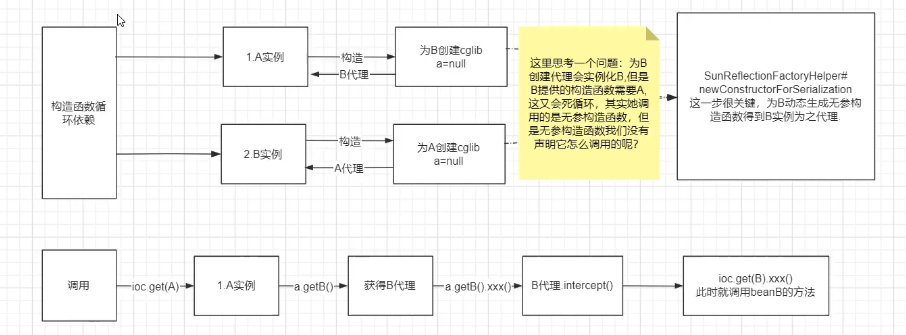 构造函数循
环依赖
1.A实例
构造
B代理
为B创建cglib
a=null
2.B实例
构造
A代理
为A创建cglib
a=null
这里思考一个问题：为B
创建代理会实例化B,但是
B提供的构造函数需要A,
这又会死循环，其实她调
用的是无参构造函数，但
是无参构造函数我们没有
声明它怎么调用的呢？
SunReflectionFactoryHelper#
newConstructorForSerialization
这一步很关键，为B动态生成无参构
造函数得到B实例为之代理.
调用
ioc.get(A)
1.A实例
a.getB()
获得B代理
a.getB().xxx()
B代理.intercept()
ioc.get(B).xxx()
此时就调用beanB的方法